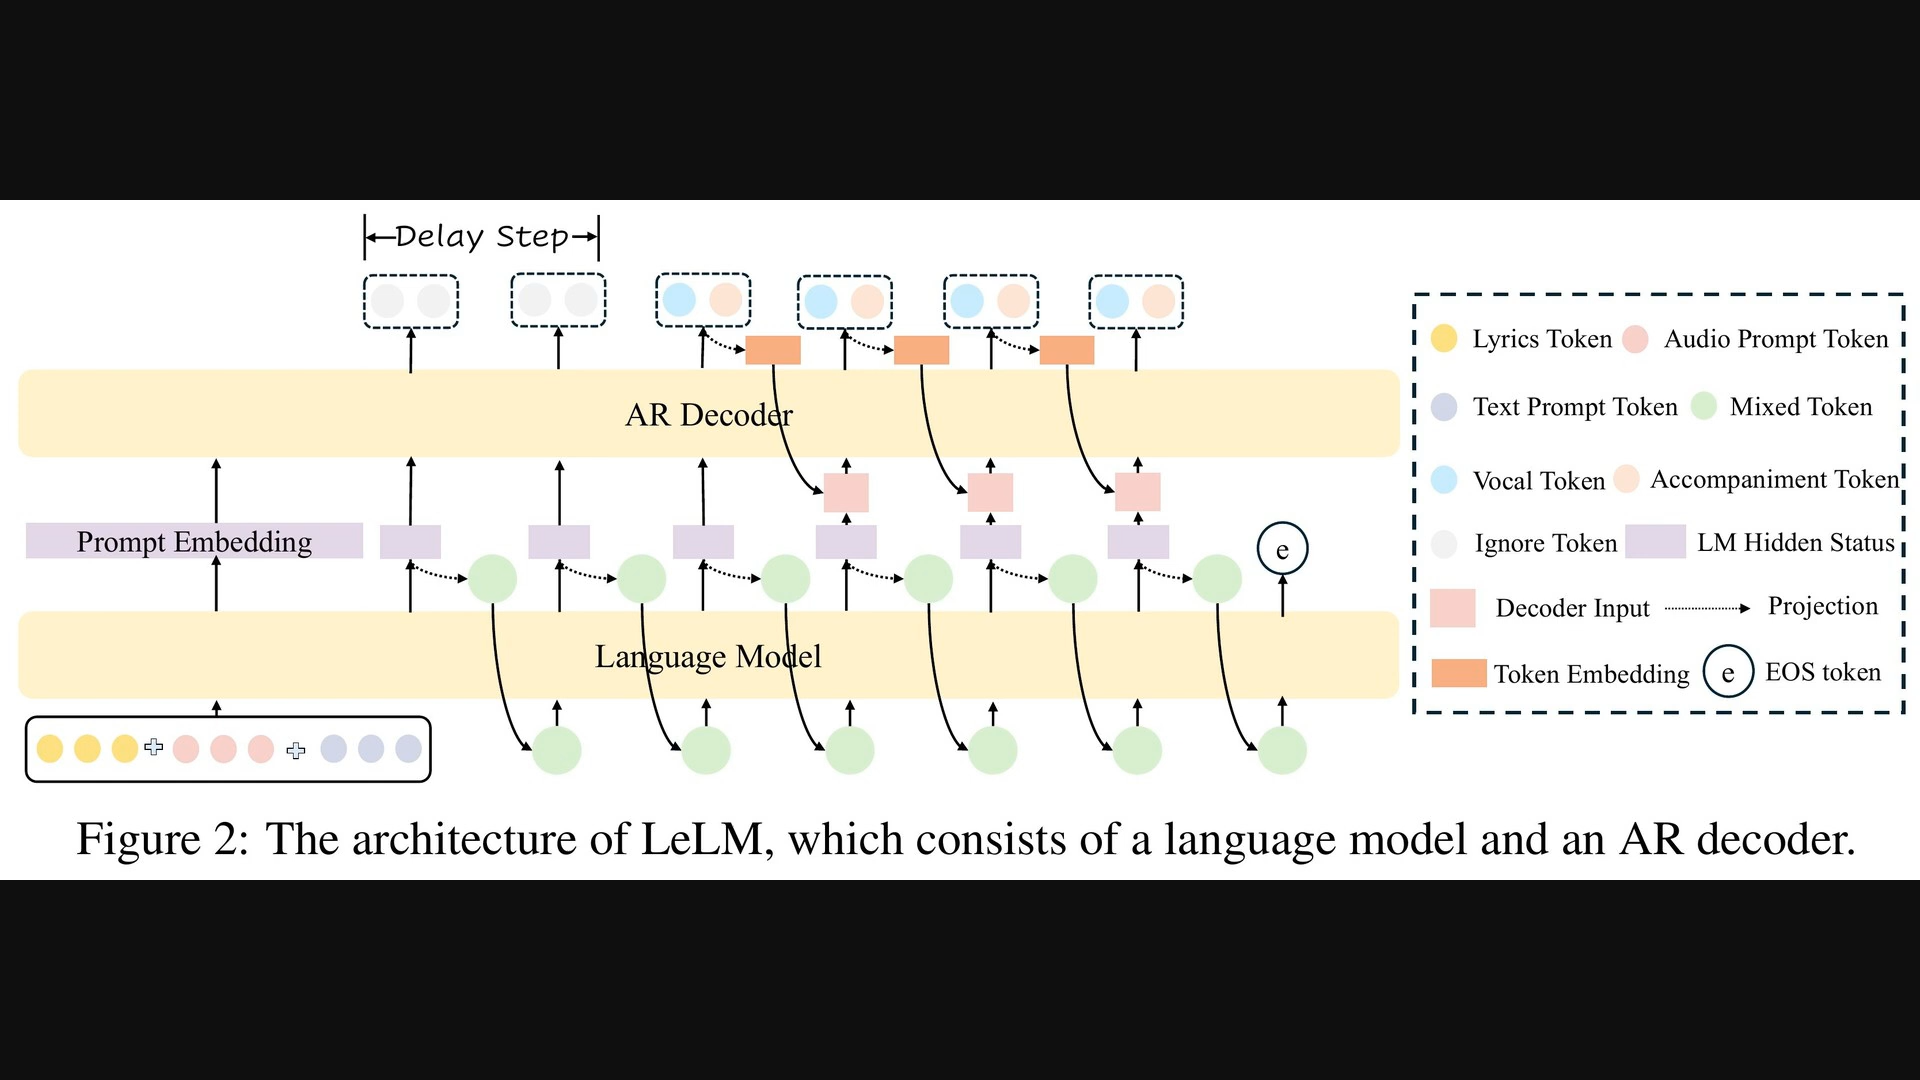 Delay Step
AR Decoder
Prompt Embedding
e
Language Model
Lyrics Token
Audio Prompt Token
Text Prompt Token
Mixed Token
Vocal Token
Accompaniment Token
Ignore Token
LM Hidden Status
Decoder Input
Projection
Token Embedding
e
EOS token
Figure 2: The architecture of LeLM, which consists of a language model and an AR decoder.